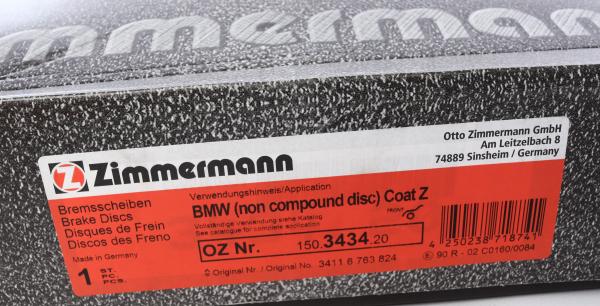 Zimmermann
Zimmermann
Otto Zimmermann GmbH
Am Leitzelbach 8
74889 Sinsheim / Germany
Bremsscheiben
Brake Discs
Disques de Frein
Discos des Freno
Made in Germany
1 ST. PC. PCS.
Verwendungshinweis/Application
BMW (non compound disc) Coat Z
Vollständige Verwendung siehe Katalog
See catalogue for complete application
FRONT
OZ Nr. 150.3434.20
© Original Nr. / Original No.: 3411 6 763 824
4 250238 718741
E1 90 R - 02 C0160/0084